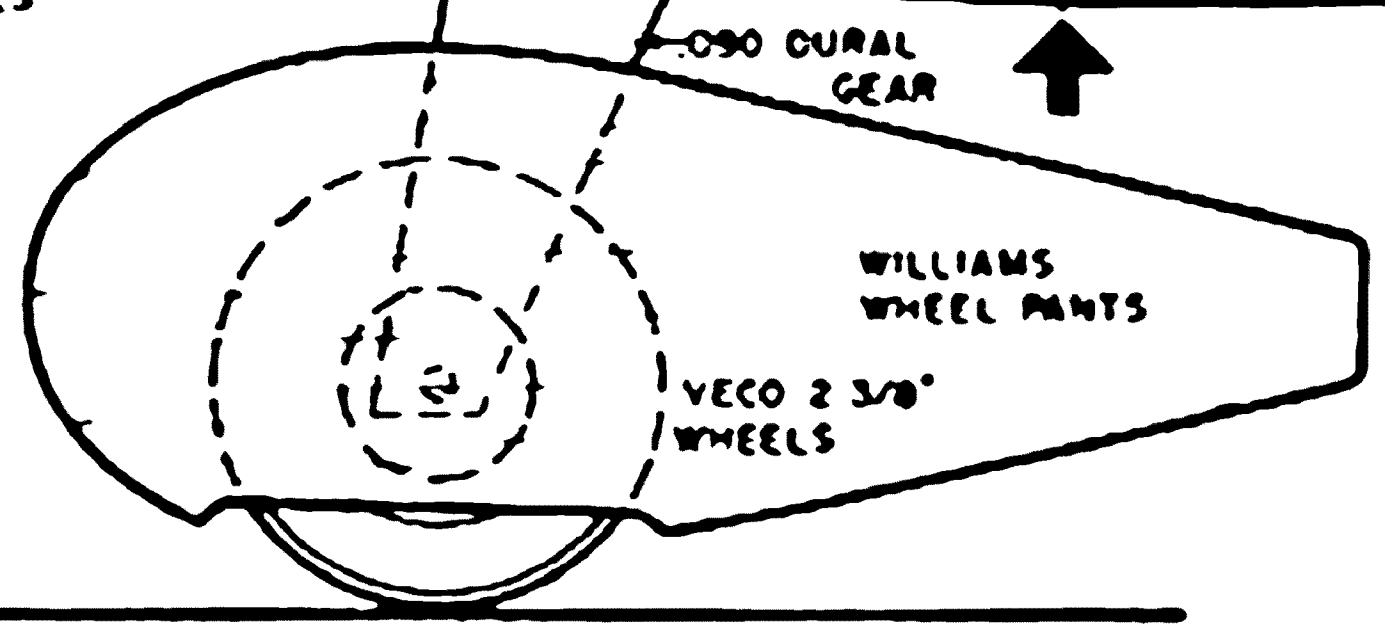 .090 DURAL
GEAR
WILLIAMS
WHEEL PANTS
VECO 2 3/8"
WHEELS